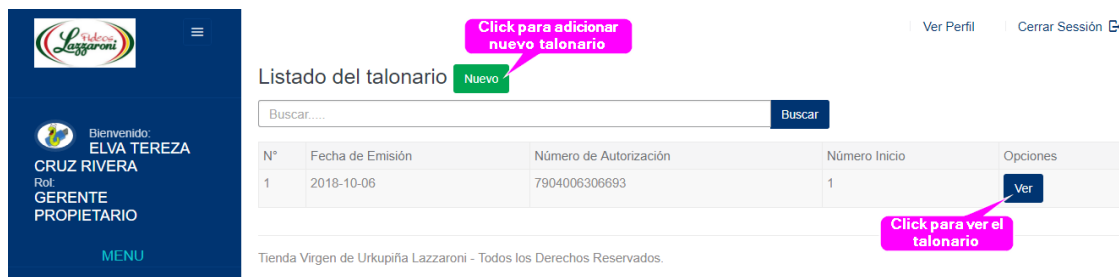 Fideos
Lazzaroni
Click para adicionar
nuevo talonario
Ver Perfil
Cerrar Sessión
Listado del talonario
Nuevo
Buscar.....
Buscar
Bienvenido:
ELVA TEREZA
CRUZ RIVERA
Rol:
GERENTE
PROPIETARIO
MENU
N° Fecha de Emisión Número de Autorización Número Inicio Opciones
1 2018-10-06 7904006306693 1 Ver
Click para ver el
talonario
Tienda Virgen de Urkupiña Lazzaroni - Todos los Derechos Reservados.